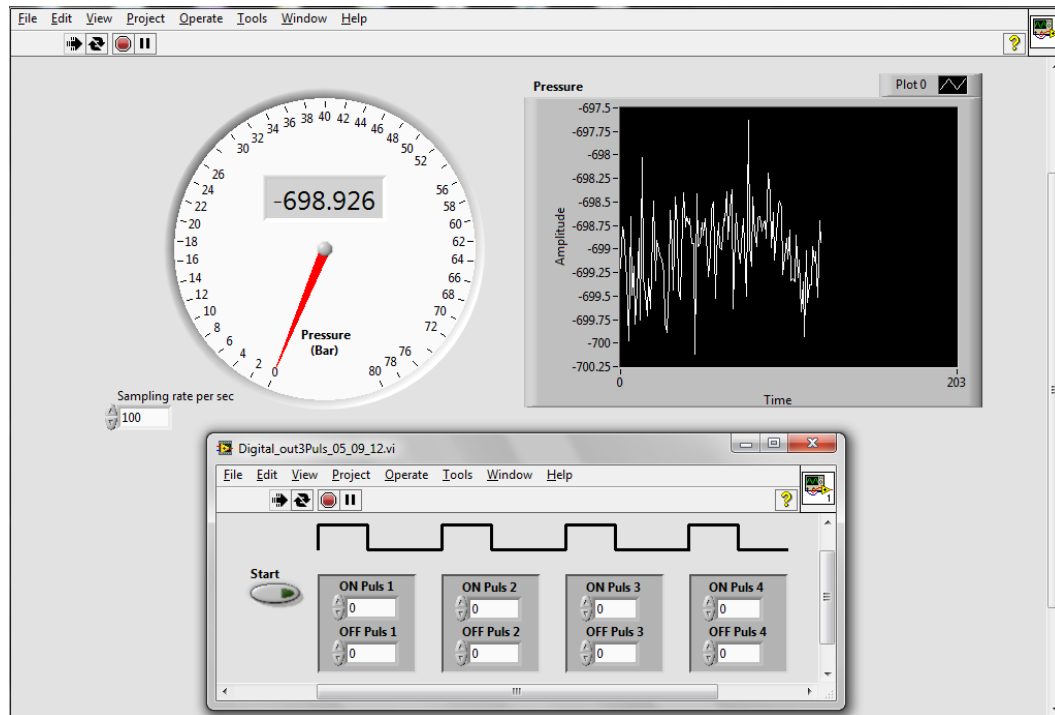 File Edit View Project Operate Tools Window Help
?
Pressure
Plot 0
0 2 4 6 8 10 12 14 16 18 20 22 24 26 30 32 34 36 38 40 42 44 46 48 50 52 56 58 60 62 64 66 68 70 72 76 78 80
-698.926
Pressure
(Bar)
-697.5
-697.75
-698
-698.25
-698.5
-698.75
-699
-699.25
-699.5
-699.75
-700
-700.25
Amplitude
0 203
Time
Sampling rate per sec
100
Digital_out3Puls_05_09_12.vi
File Edit View Project Operate Tools Window Help
?
1
Start
ON Puls 1 ON Puls 2 ON Puls 3 ON Puls 4
0 0 0 0
OFF Puls 1 OFF Puls 2 OFF Puls 3 OFF Puls 4
0 0 0 0